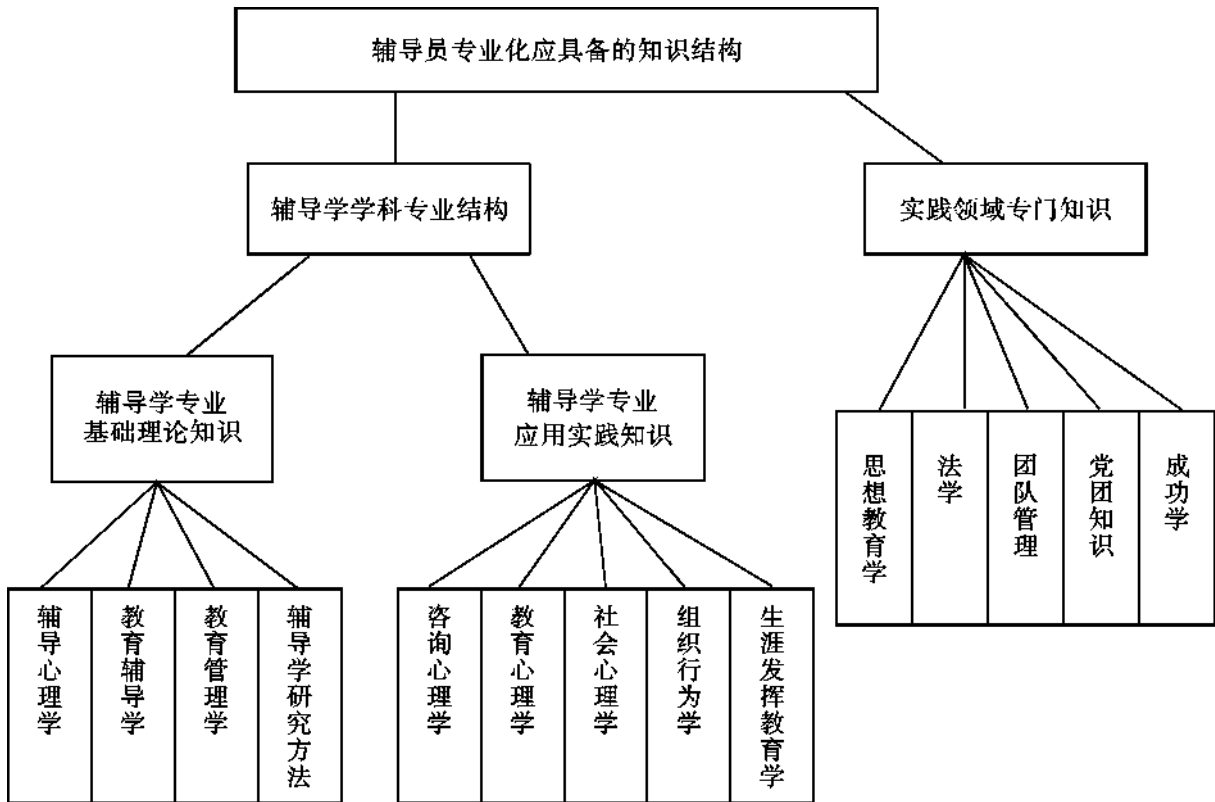 辅导员专业化应具备的知识结构
辅导学学科专业结构
实践领域专门知识
辅导学专业
基础理论知识
辅导学专业
应用实践知识
思想教育学
法学
团队管理
党团知识
成功学
辅导心理学
教育辅导学
教育管理学
辅导学研究方法
咨询心理学
教育心理学
社会心理学
组织行为学
生涯发挥教育学